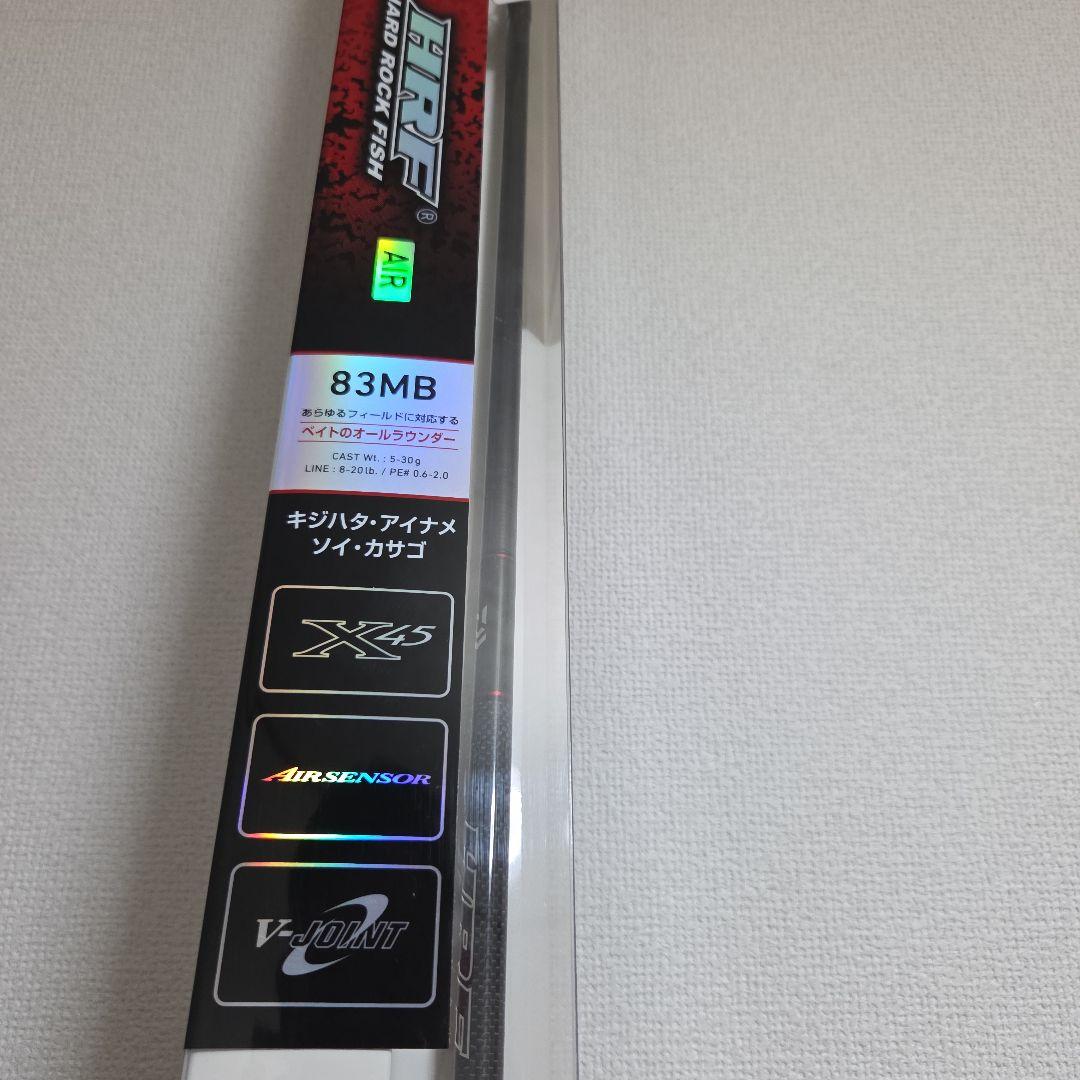 HRF®
HARD ROCK FISH
AIR
83MB
あらゆるフィールドに対応する
ベイトのオールラウンダー
CAST Wt. : 5-30g
LINE : 8-20lb. / PE# 0.6-2.0
キジハタ・アイナメ
ソイ・カサゴ
X45
AIRSENSOR
V-JOINT